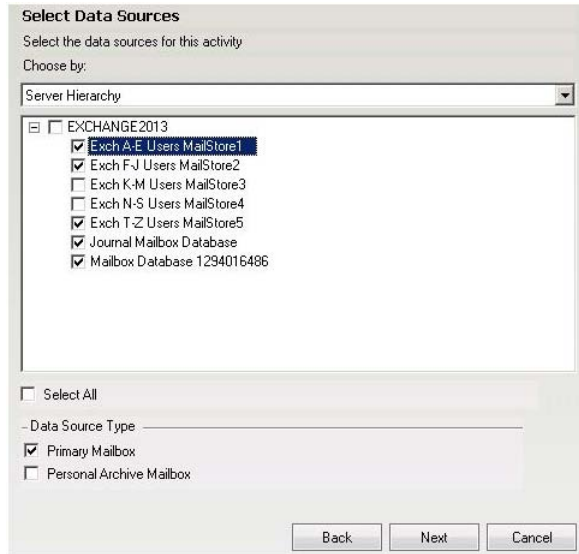 Select Data Sources
Select the data sources for this activity
Choose by:
Server Hierarchy
EXCHANGE2013
Exch A-E Users MailStore1
Exch F-J Users MailStore2
Exch K-M Users MailStore3
Exch N-S Users MailStore4
Exch T-Z Users MailStore5
Journal Mailbox Database
Mailbox Database 1294016486
Select All
Data Source Type
Primary Mailbox
Personal Archive Mailbox
Back Next Cancel